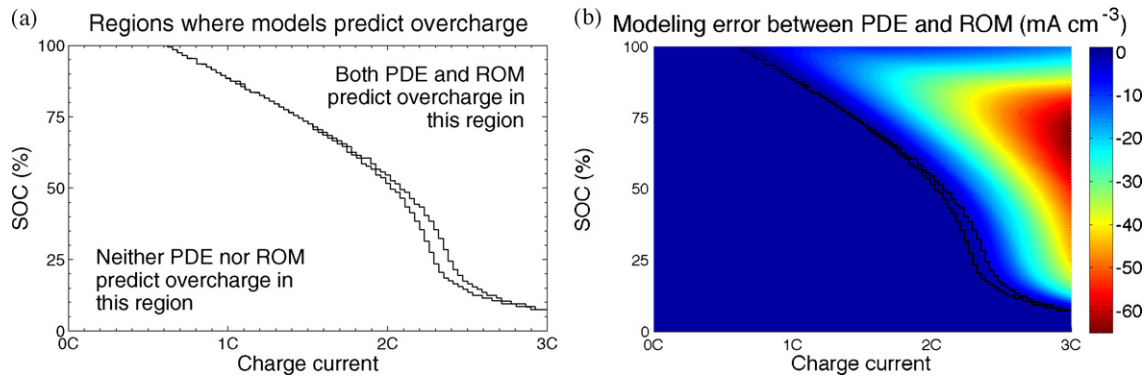 (a)
Regions where models predict overcharge
100
75
50
25
0
SOC (%)
Both PDE and ROM
predict overcharge in
this region
Neither PDE nor ROM
predict overcharge in
this region
0C 1C 2C 3C
Charge current
(b)
Modeling error between PDE and ROM (mA cm⁻³)
100
75
50
25
0
SOC (%)
0C 1C 2C 3C
Charge current
0
-10
-20
-30
-40
-50
-60